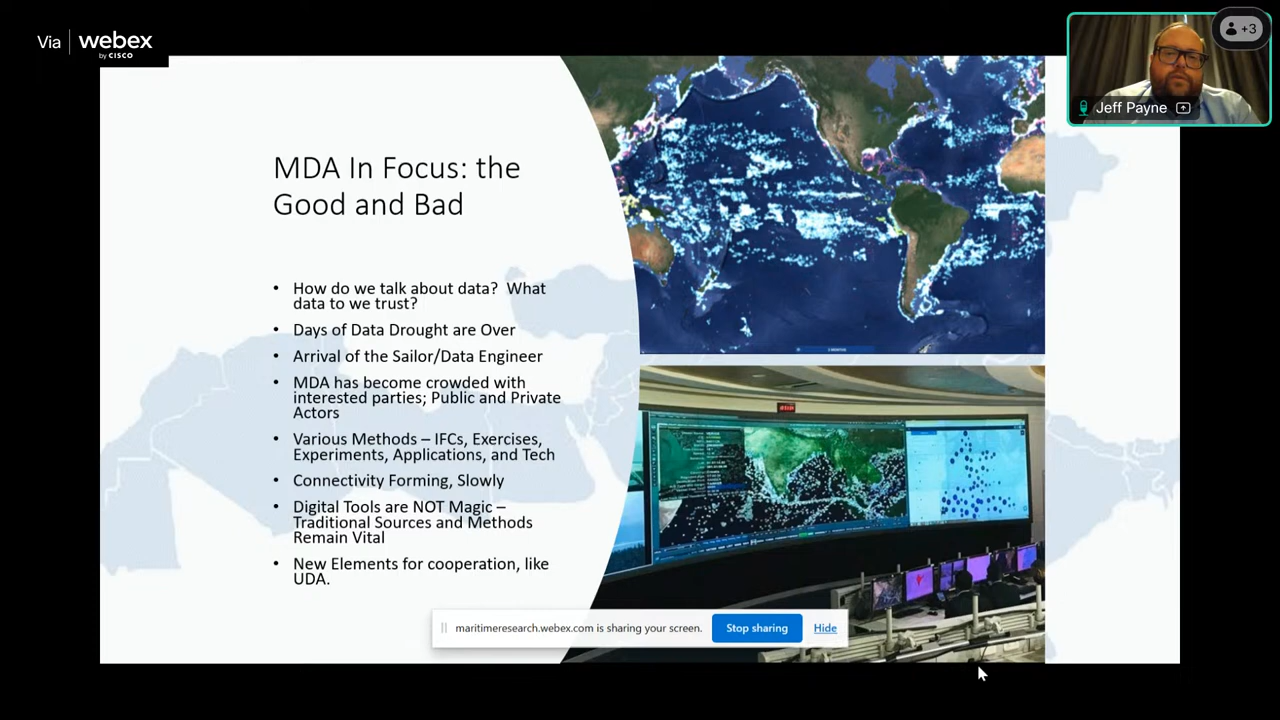 Via webex
by CISCO
+3
Jeff Payne
MDA In Focus: the
Good and Bad
• How do we talk about data? What
data to we trust?
• Days of Data Drought are Over
• Arrival of the Sailor/Data Engineer
• MDA has become crowded with
interested parties; Public and Private
Actors
• Various Methods – IFCs, Exercises,
Experiments, Applications, and Tech
• Connectivity Forming, Slowly
• Digital Tools are NOT Magic –
Traditional Sources and Methods
Remain Vital
• New Elements for cooperation, like
UDA.
maritimeresearch.webex.com is sharing your screen. Stop sharing Hide